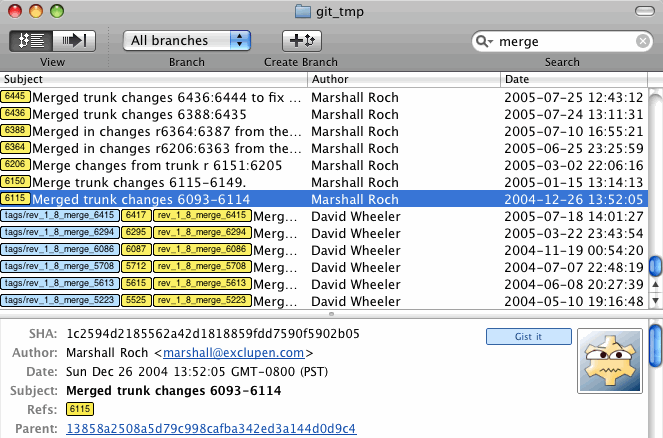 git_tmp
All branches
merge
View Branch Create Branch Search
Subject Author Date
6445 Merged trunk changes 6436:6444 to fix ... Marshall Roch 2005-07-25 12:43:12
6436 Merged trunk changes 6388:6435 Marshall Roch 2005-07-24 13:11:31
6388 Merged in changes r6364:6387 from the... Marshall Roch 2005-07-10 16:55:21
6364 Merged in changes r6206:6363 from the... Marshall Roch 2005-06-25 23:25:59
6206 Merge changes from trunk r 6151:6205 Marshall Roch 2005-03-02 22:06:16
6150 Merge trunk changes 6115-6149. Marshall Roch 2005-01-15 13:14:13
6115 Merged trunk changes 6093-6114 Marshall Roch 2004-12-26 13:52:05
tags/rev_1_8_merge_6415 6417 rev_1_8_merge_6415 Merg... David Wheeler 2005-07-18 14:01:27
tags/rev_1_8_merge_6294 6295 rev_1_8_merge_6294 Merg... David Wheeler 2005-03-22 23:43:54
tags/rev_1_8_merge_6086 6087 rev_1_8_merge_6086 Merg... David Wheeler 2004-11-19 00:54:20
tags/rev_1_8_merge_5708 5712 rev_1_8_merge_5708 Merg... David Wheeler 2004-07-07 22:48:19
tags/rev_1_8_merge_5613 5615 rev_1_8_merge_5613 Merg... David Wheeler 2004-06-08 20:27:39
tags/rev_1_8_merge_5223 5525 rev_1_8_merge_5223 Merg... David Wheeler 2004-05-10 19:16:48
SHA: 1c2594d2185562a42d1818859fdd7590f5902b05 Gist it
Author: Marshall Roch <marshall@exclupen.com>
Date: Sun Dec 26 2004 13:52:05 GMT-0800 (PST)
Subject: Merged trunk changes 6093-6114
Refs: 6115
Parent: 13858a2508a5d79c998cafba342ed3a144d0d9c4